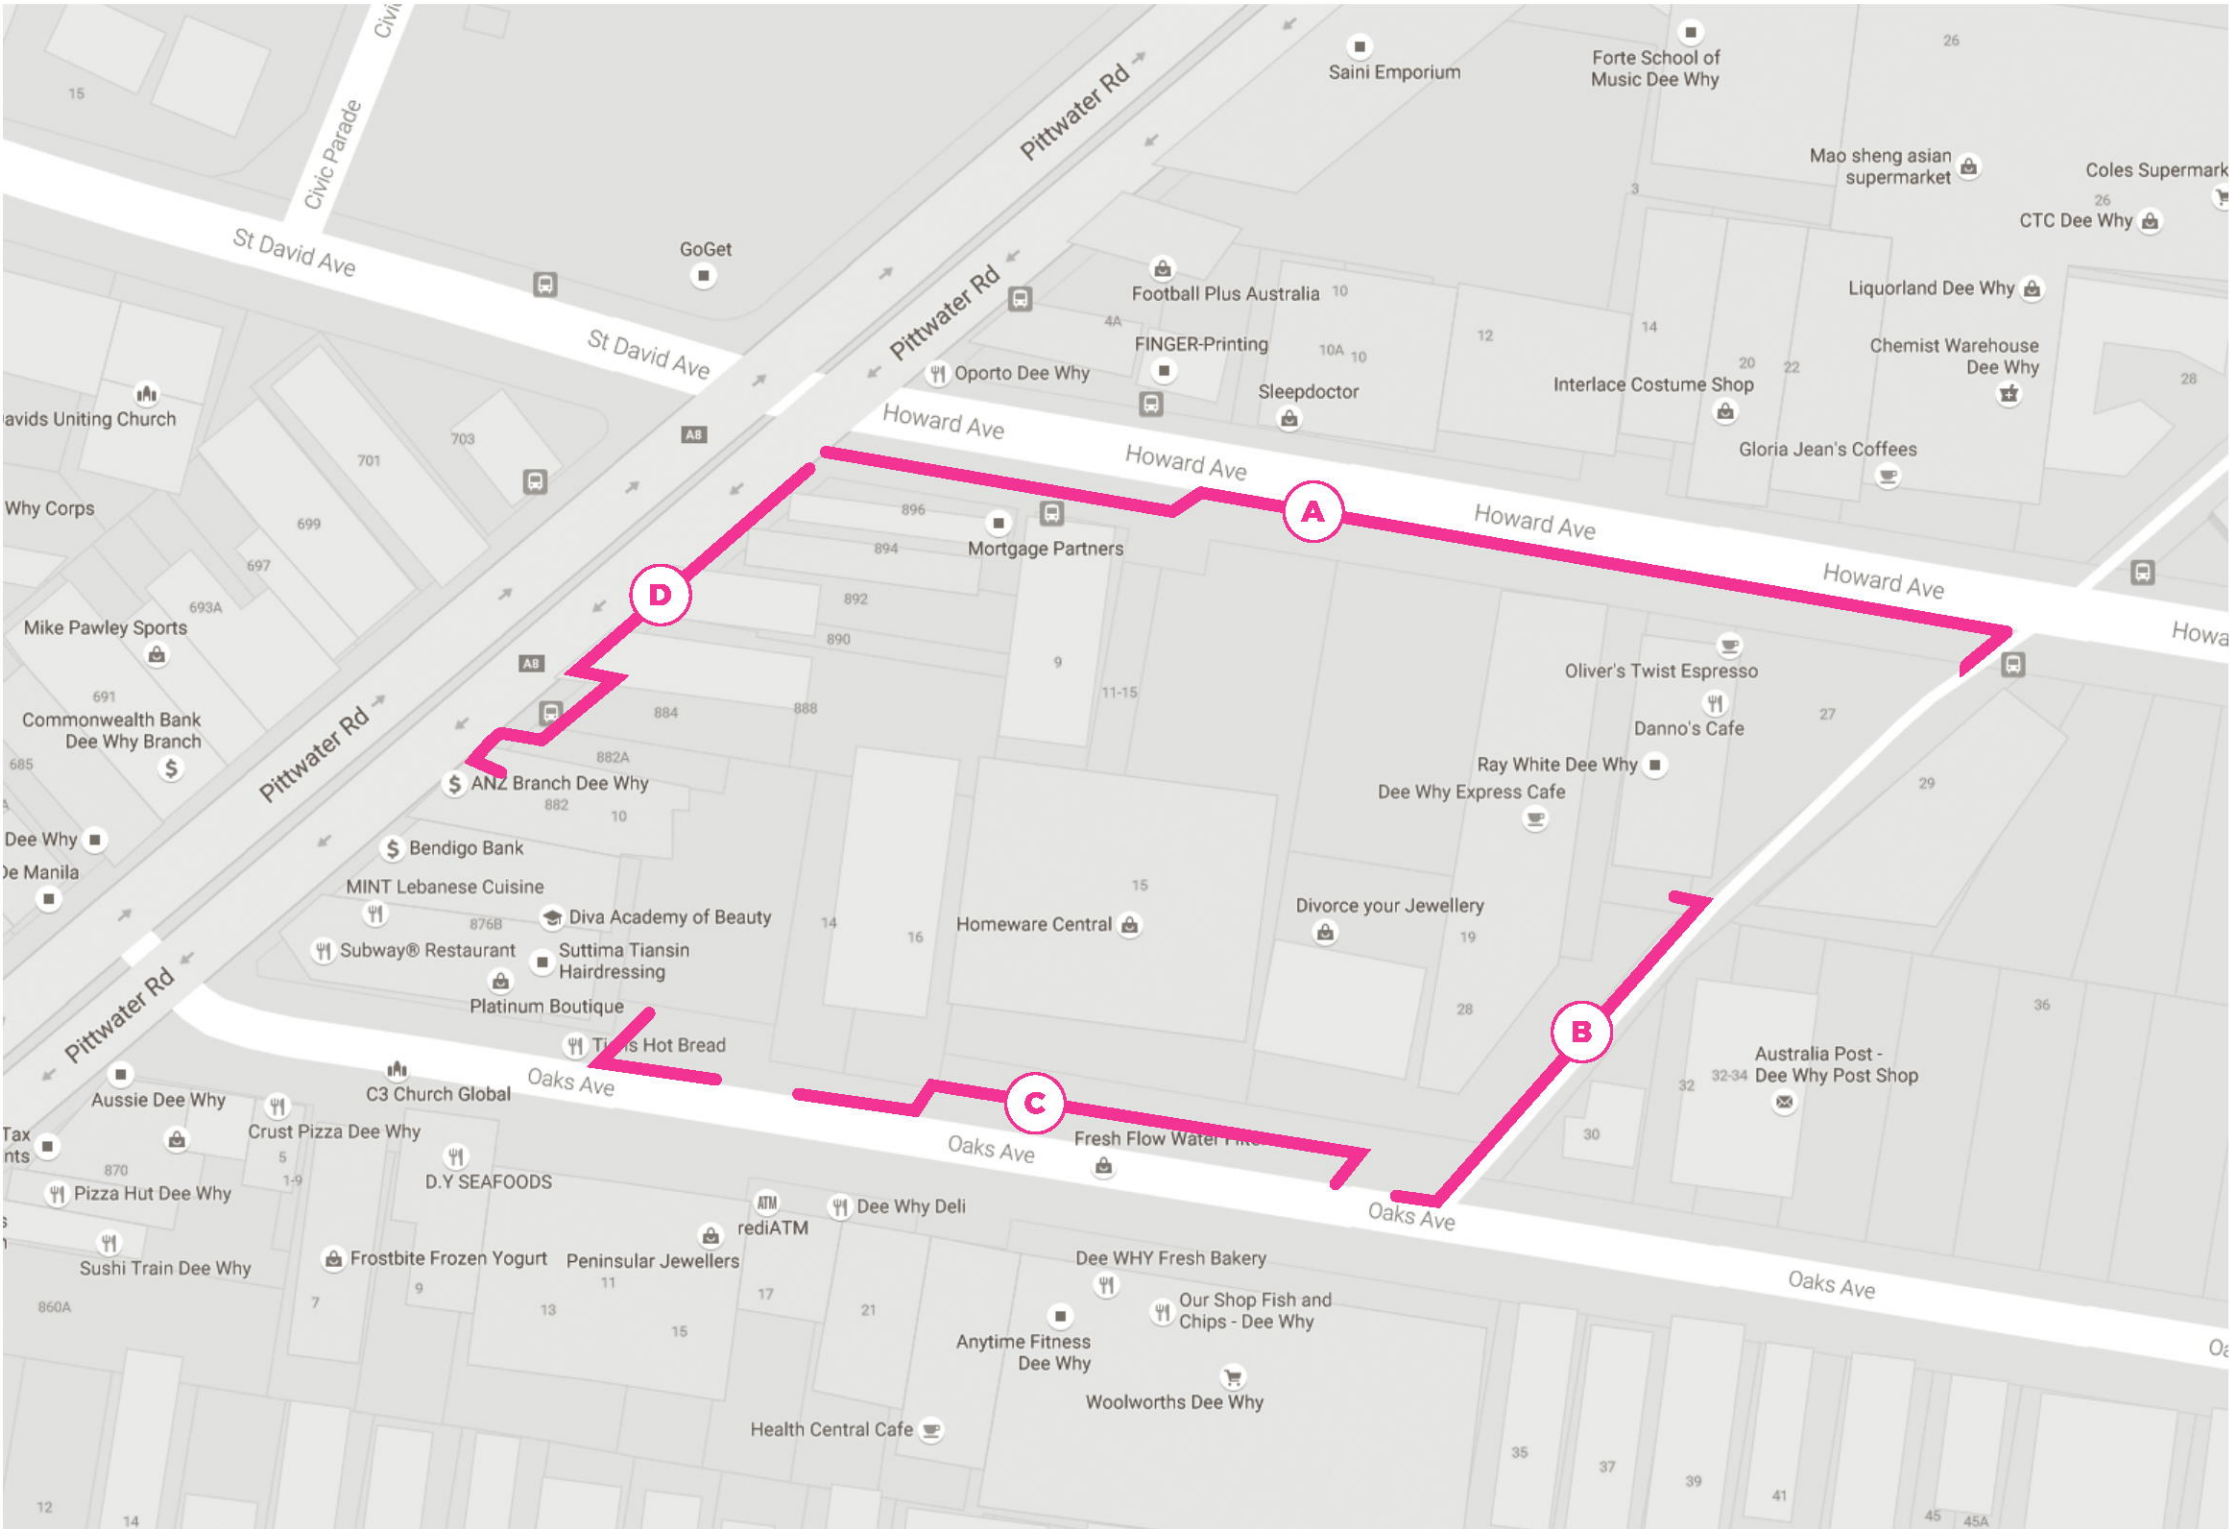 Civic
15
Civic Parade
St David Ave
St David Ave
GoGet
Pittwater Rd
Pittwater Rd
Saini Emporium
Forte School of
Music Dee Why
26
3
Mao sheng asian
supermarket
Coles Supermark
26
CTC Dee Why
Liquorland Dee Why
Football Plus Australia
10
4A
FINGER-Printing
10A
10
12
14
Oporto Dee Why
Sleepdoctor
Interlace Costume Shop
20
22
Chemist Warehouse
Dee Why
28
Gloria Jean's Coffees
Howard Ave
Howard Ave
Howard Ave
Howard Ave
Howa
avids Uniting Church
703
701
A8
Why Corps
699
697
693A
Mike Pawley Sports
691
Commonwealth Bank
Dee Why Branch
685
A8
Pittwater Rd
A
D
896
Mortgage Partners
894
892
890
9
11-15
884
888
882A
ANZ Branch Dee Why
882
10
Oliver's Twist Espresso
Danno's Cafe
27
Ray White Dee Why
Dee Why Express Cafe
29
Dee Why
De Manila
Bendigo Bank
MINT Lebanese Cuisine
Diva Academy of Beauty
876B
Subway® Restaurant
Suttima Tiansin
Hairdressing
Platinum Boutique
14
16
15
Homeware Central
Divorce your Jewellery
19
28
36
B
Pittwater Rd
Hot Bread
Oaks Ave
C3 Church Global
C
Oaks Ave
Fresh Flow Water
Australia Post -
32-34
Dee Why Post Shop
32
30
Aussie Dee Why
Tax
nts
Crust Pizza Dee Why
5
1-9
870
Pizza Hut Dee Why
D.Y SEAFOODS
ATM
rediATM
Dee Why Deli
Oaks Ave
Sushi Train Dee Why
Frostbite Frozen Yogurt
Peninsular Jewellers
860A
7
9
11
13
15
17
21
Dee WHY Fresh Bakery
Our Shop Fish and
Chips - Dee Why
Anytime Fitness
Dee Why
Woolworths Dee Why
Health Central Cafe
Oaks Ave
Oa
12
14
35
37
39
41
45
45A